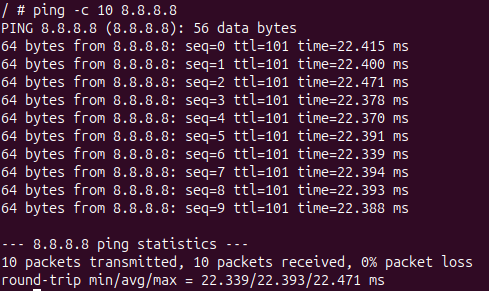 / # ping -c 10 8.8.8.8
PING 8.8.8.8 (8.8.8.8): 56 data bytes
64 bytes from 8.8.8.8: seq=0 ttl=101 time=22.415 ms
64 bytes from 8.8.8.8: seq=1 ttl=101 time=22.400 ms
64 bytes from 8.8.8.8: seq=2 ttl=101 time=22.471 ms
64 bytes from 8.8.8.8: seq=3 ttl=101 time=22.378 ms
64 bytes from 8.8.8.8: seq=4 ttl=101 time=22.370 ms
64 bytes from 8.8.8.8: seq=5 ttl=101 time=22.391 ms
64 bytes from 8.8.8.8: seq=6 ttl=101 time=22.339 ms
64 bytes from 8.8.8.8: seq=7 ttl=101 time=22.394 ms
64 bytes from 8.8.8.8: seq=8 ttl=101 time=22.393 ms
64 bytes from 8.8.8.8: seq=9 ttl=101 time=22.388 ms
--- 8.8.8.8 ping statistics ---
10 packets transmitted, 10 packets received, 0% packet loss
round-trip min/avg/max = 22.339/22.393/22.471 ms